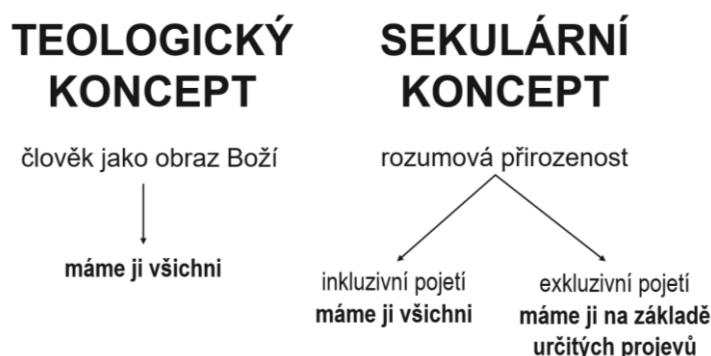 TEOLOGICKÝ
KONCEPT
člověk jako obraz Boží
máme ji všichni
SEKULÁRNÍ
KONCEPT
rozumová přirozenost
inkluzivní pojetí
máme ji všichni
exkluzivní pojetí
máme ji na základě
určitých projevů